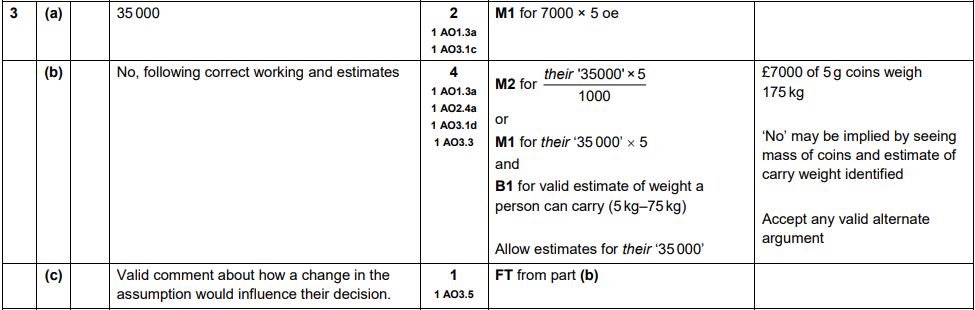 3 (a) 35 000 2 M1 for 7000 × 5 oe
1 AO1.3a
1 AO3.1c
(b) No, following correct working and estimates 4
1 AO1.3a
1 AO2.4a
1 AO3.1d
1 AO3.3
M2 for their '35000' × 5
1000
or
M1 for their ‘35 000’ × 5
and
B1 for valid estimate of weight a
person can carry (5 kg–75 kg)
Allow estimates for their ‘35 000’
£7000 of 5 g coins weigh
175 kg
‘No’ may be implied by seeing
mass of coins and estimate of
carry weight identified
Accept any valid alternate
argument
(c) Valid comment about how a change in the
assumption would influence their decision.
1
1 AO3.5
FT from part (b)